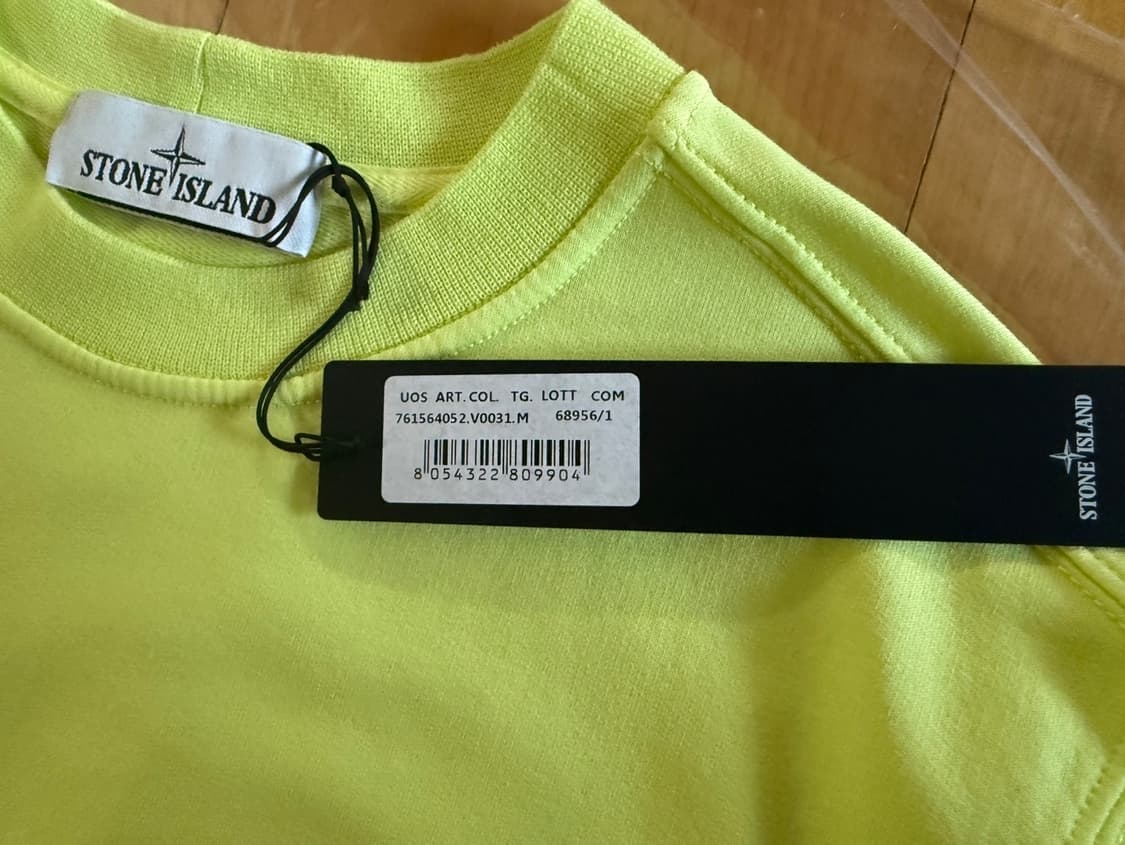 STONE ISLAND
UOS ART. COL. TG. LOTT COM
761564052.V0031.M 68956/1
8 054322 809904
STONE ISLAND